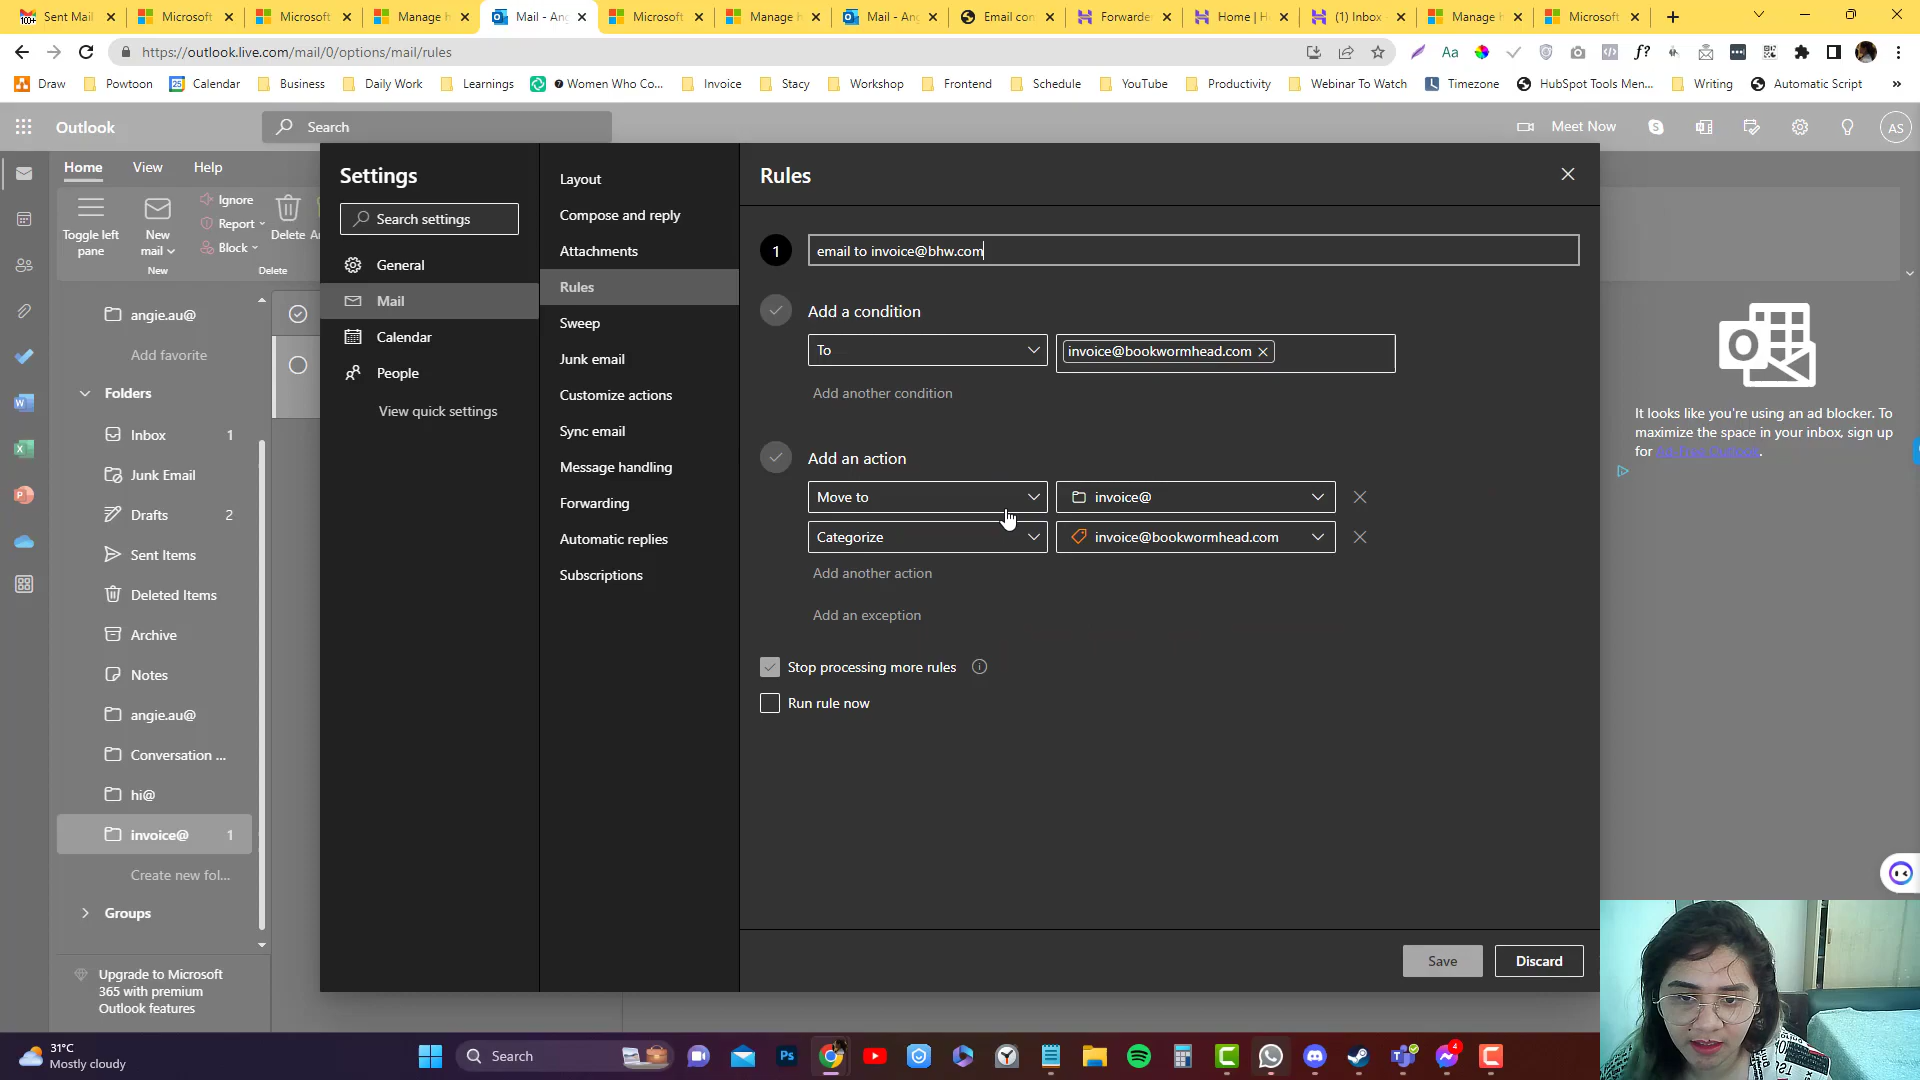 Sent Mail
Microsoft
Microsoft
Manage h
Mail - Ang
Microsoft
Manage h
Mail - Ang
Email con
Forwarder
Home | H
(1) Inbox -
Manage h
Microsoft
https://outlook.live.com/mail/0/options/mail/rules
Draw
Powtoon
Calendar
Business
Daily Work
Learnings
Women Who Co...
Invoice
Stacy
Workshop
Frontend
Schedule
YouTube
Productivity
Webinar To Watch
Timezone
HubSpot Tools Men...
Writing
Automatic Script
Outlook
Search
Meet Now
AS
Home
View
Help
Toggle left
pane
New
mail
New
Ignore
Report
Block
Delete
Delete
angie.au@
Add favorite
Folders
Inbox 1
Junk Email
Drafts 2
Sent Items
Deleted Items
Archive
Notes
angie.au@
Conversation ...
hi@
invoice@ 1
Create new fol...
Groups
Upgrade to Microsoft
365 with premium
Outlook features
Settings
Search settings
General
Mail
Calendar
People
View quick settings
Layout
Compose and reply
Attachments
Rules
Sweep
Junk email
Customize actions
Sync email
Message handling
Forwarding
Automatic replies
Subscriptions
Rules
1
email to invoice@bhw.com
Add a condition
To
invoice@bookwormhead.com
Add another condition
Add an action
Move to
invoice@
Categorize
invoice@bookwormhead.com
Add another action
Add an exception
Stop processing more rules
Run rule now
Save
Discard
It looks like you're using an ad blocker. To
maximize the space in your inbox, sign up
for Ad-Free Outlook.
31°C
Mostly cloudy
Search
4